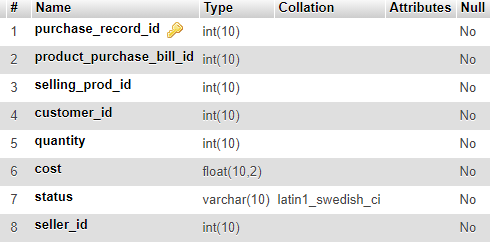 # Name Type Collation Attributes Null
1 purchase_record_id int(10) No
2 product_purchase_bill_id int(10) No
3 selling_prod_id int(10) No
4 customer_id int(10) No
5 quantity int(10) No
6 cost float(10,2) No
7 status varchar(10) latin1_swedish_ci No
8 seller_id int(10) No